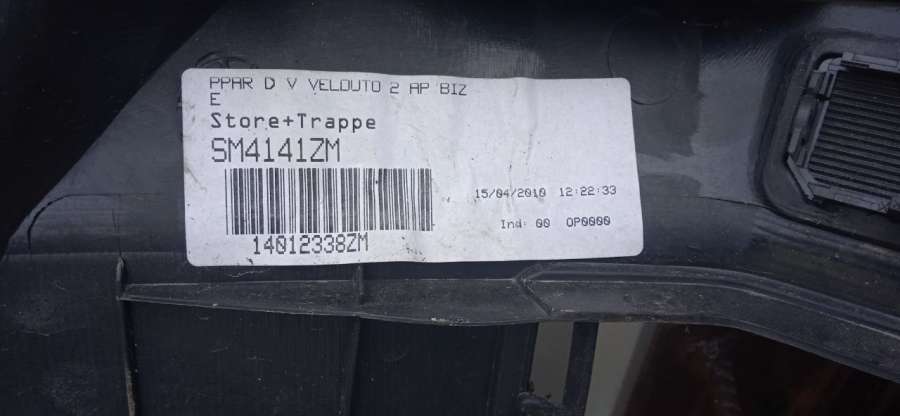 PPAR D V VELOUTO 2 AP BIZ
E
Store+Trappe
SM4141ZM
15/04/2010 12:22:33
Ind: 00 OP0000
14012338ZM